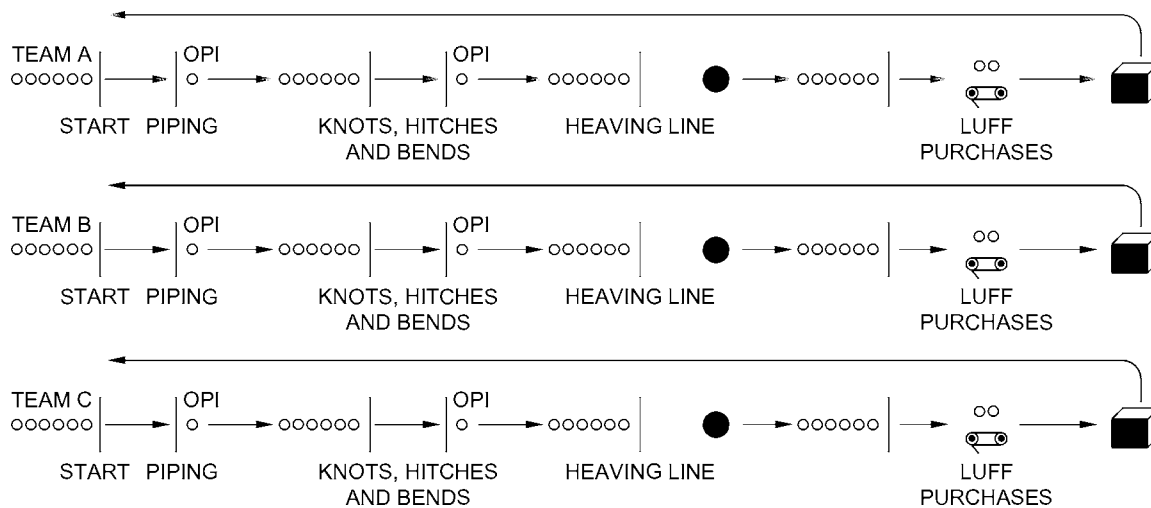 TEAM A
OPI
OPI
START PIPING
KNOTS, HITCHES
AND BENDS
HEAVING LINE
LUFF
PURCHASES
TEAM B
OPI
OPI
START PIPING
KNOTS, HITCHES
AND BENDS
HEAVING LINE
LUFF
PURCHASES
TEAM C
OPI
OPI
START PIPING
KNOTS, HITCHES
AND BENDS
HEAVING LINE
LUFF
PURCHASES